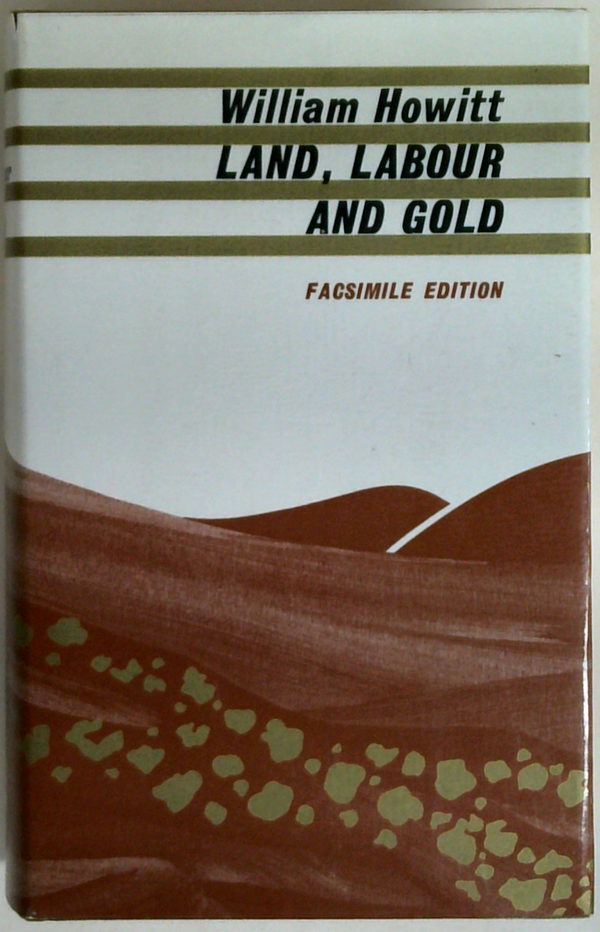 William Howitt
LAND, LABOUR
AND GOLD
FACSIMILE EDITION